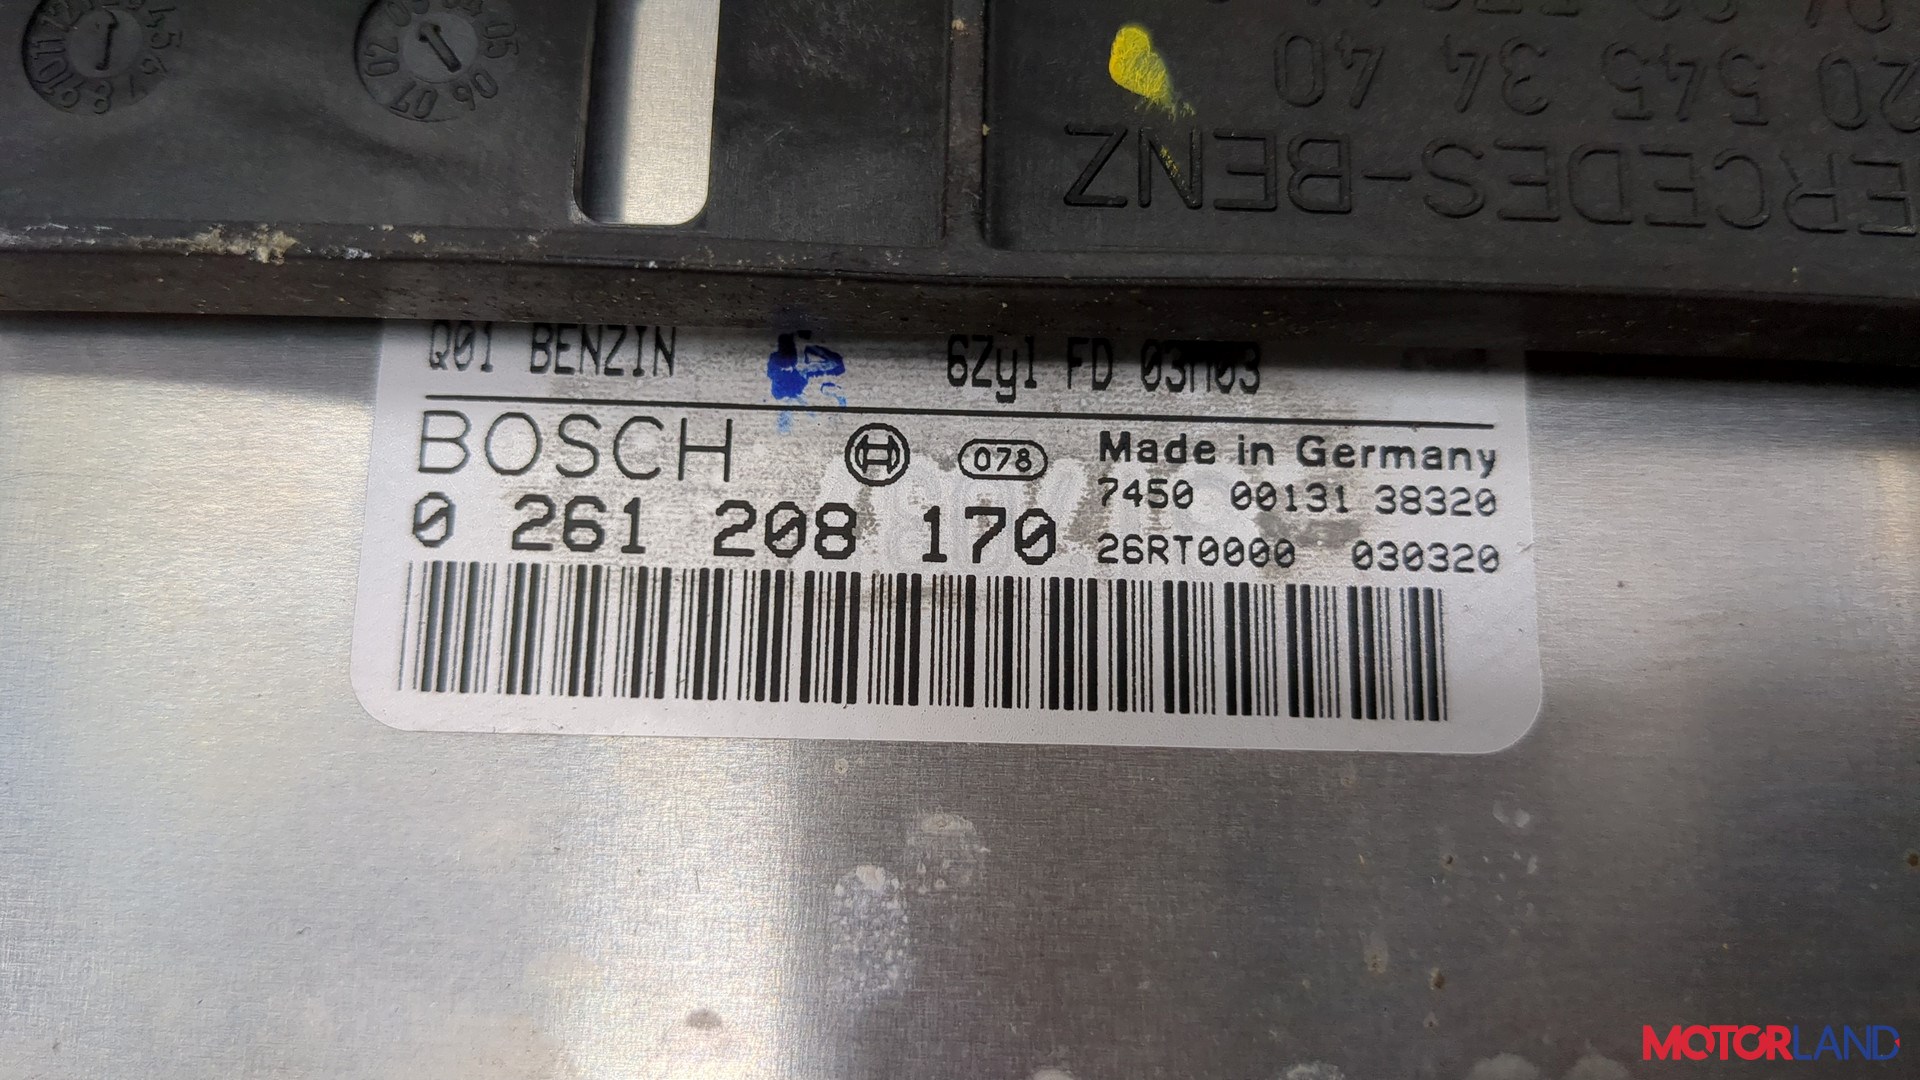 20 545 34 40
ERCEDES-BENZ
Q01 BENZIN 6Zyl FD 03M03
BOSCH 078 Made in Germany
7450 00131 38320
0 261 208 170
26RT0000 030320
MOTORLAND